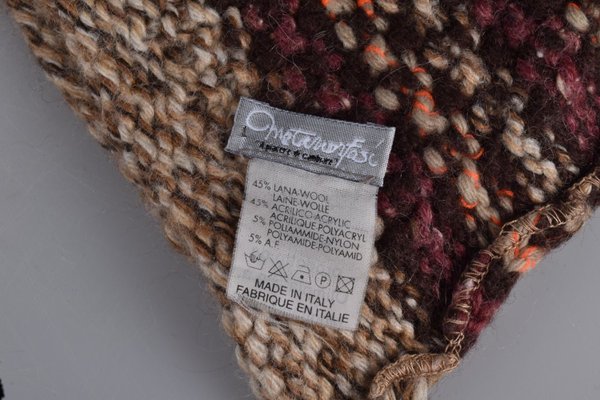 45% LANA-WOOL
LAINE-WOLLE
45% ACRILICO-ACRYLIC
ACRILIQUE-POLYACRYL
5% POLIAMMIDE-NYLON
POLYAMIDE-POLYAMID
5% A.F.
P
MADE IN ITALY
FABRIQUE EN ITALIE